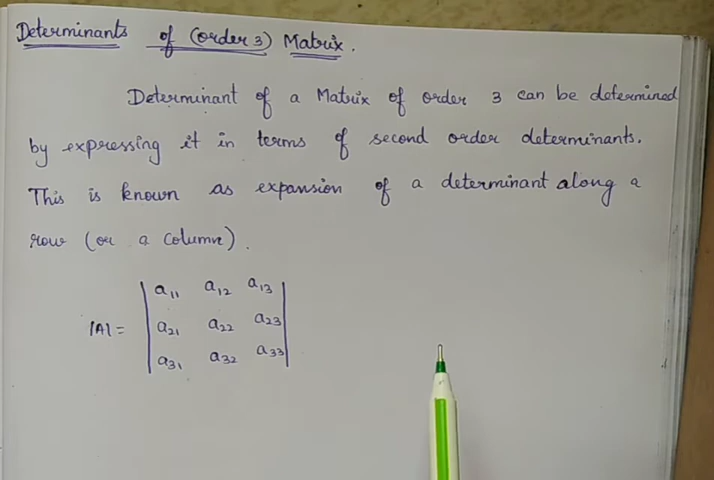 Determinants of (order 3) Matrix.
Determinant of a Matrix of order 3 can be determined
by expressing it in terms of second order determinants.
This is known as expansion of a determinant along a
row (or a column).
a₁₁ a₁₂ a₁₃
|A| = a₂₁ a₂₂ a₂₃
a₃₁ a₃₂ a₃₃